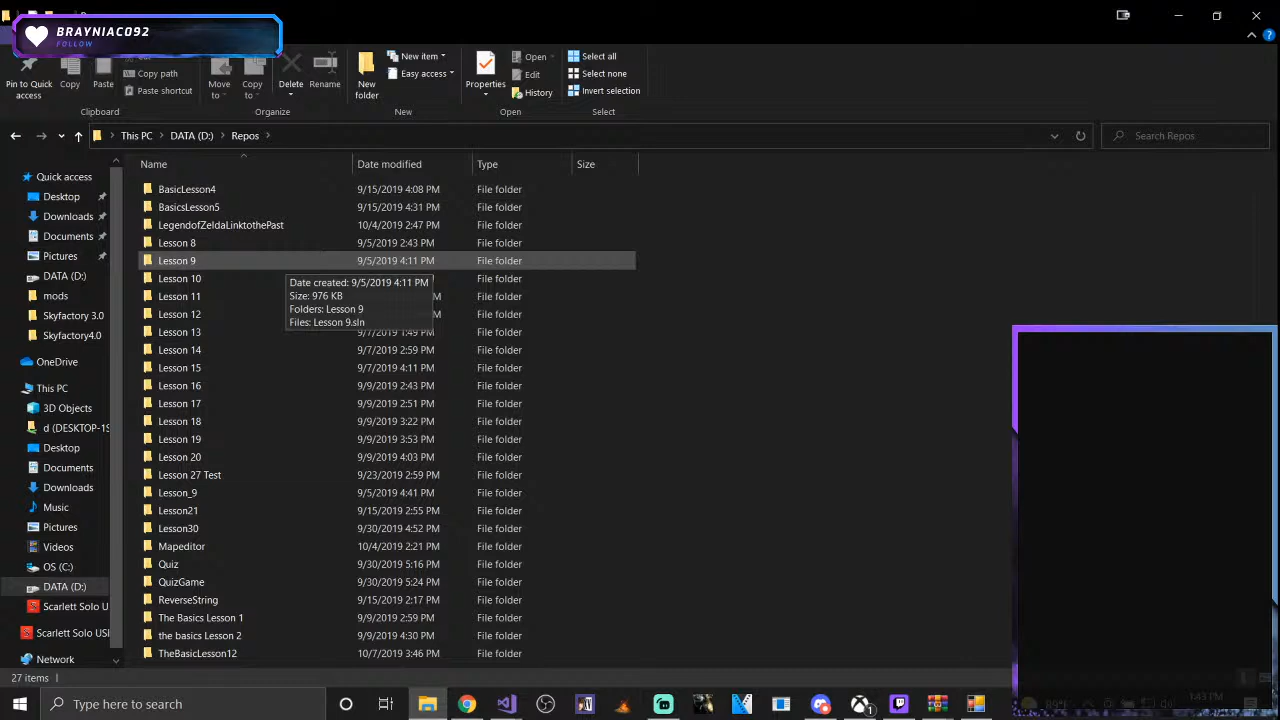 BRAYNIAC092
FOLLOW
Pin to Quick access
Copy
Paste
Copy path
Paste shortcut
Clipboard
Move to
Copy to
Delete
Rename
Organize
New folder
New item
Easy access
New
Properties
Open
Edit
History
Open
Select all
Select none
Invert selection
Select
This PC > DATA (D:) > Repos >
Search Repos
Name Date modified Type Size
BasicLesson4 9/15/2019 4:08 PM File folder
BasicsLesson5 9/15/2019 4:31 PM File folder
LegendofZeldaLinktothePast 10/4/2019 2:47 PM File folder
Lesson 8 9/5/2019 2:43 PM File folder
Lesson 9 9/5/2019 4:11 PM File folder
Lesson 10 File folder
Lesson 11 M File folder
Lesson 12 M File folder
Lesson 13 9/7/2019 1:49 PM File folder
Lesson 14 9/7/2019 2:59 PM File folder
Lesson 15 9/7/2019 4:11 PM File folder
Lesson 16 9/9/2019 2:43 PM File folder
Lesson 17 9/9/2019 2:51 PM File folder
Lesson 18 9/9/2019 3:22 PM File folder
Lesson 19 9/9/2019 3:53 PM File folder
Lesson 20 9/9/2019 4:03 PM File folder
Lesson 27 Test 9/23/2019 2:59 PM File folder
Lesson_9 9/5/2019 4:41 PM File folder
Lesson21 9/15/2019 2:55 PM File folder
Lesson30 9/30/2019 4:52 PM File folder
Mapeditor 10/4/2019 2:21 PM File folder
Quiz 9/30/2019 5:16 PM File folder
QuizGame 9/30/2019 5:24 PM File folder
ReverseString 9/15/2019 2:17 PM File folder
The Basics Lesson 1 9/9/2019 2:59 PM File folder
the basics Lesson 2 9/9/2019 4:30 PM File folder
TheBasicLesson12 10/7/2019 3:46 PM File folder
Date created: 9/5/2019 4:11 PM
Size: 976 KB
Folders: Lesson 9
Files: Lesson 9.sln
Quick access
Desktop
Downloads
Documents
Pictures
DATA (D:)
mods
Skyfactory 3.0
Skyfactory4.0
OneDrive
This PC
3D Objects
d (DESKTOP-1S
Desktop
Documents
Downloads
Music
Pictures
Videos
OS (C:)
DATA (D:)
Scarlett Solo U
Scarlett Solo USI
Network
27 items
Type here to search
1:43 PM